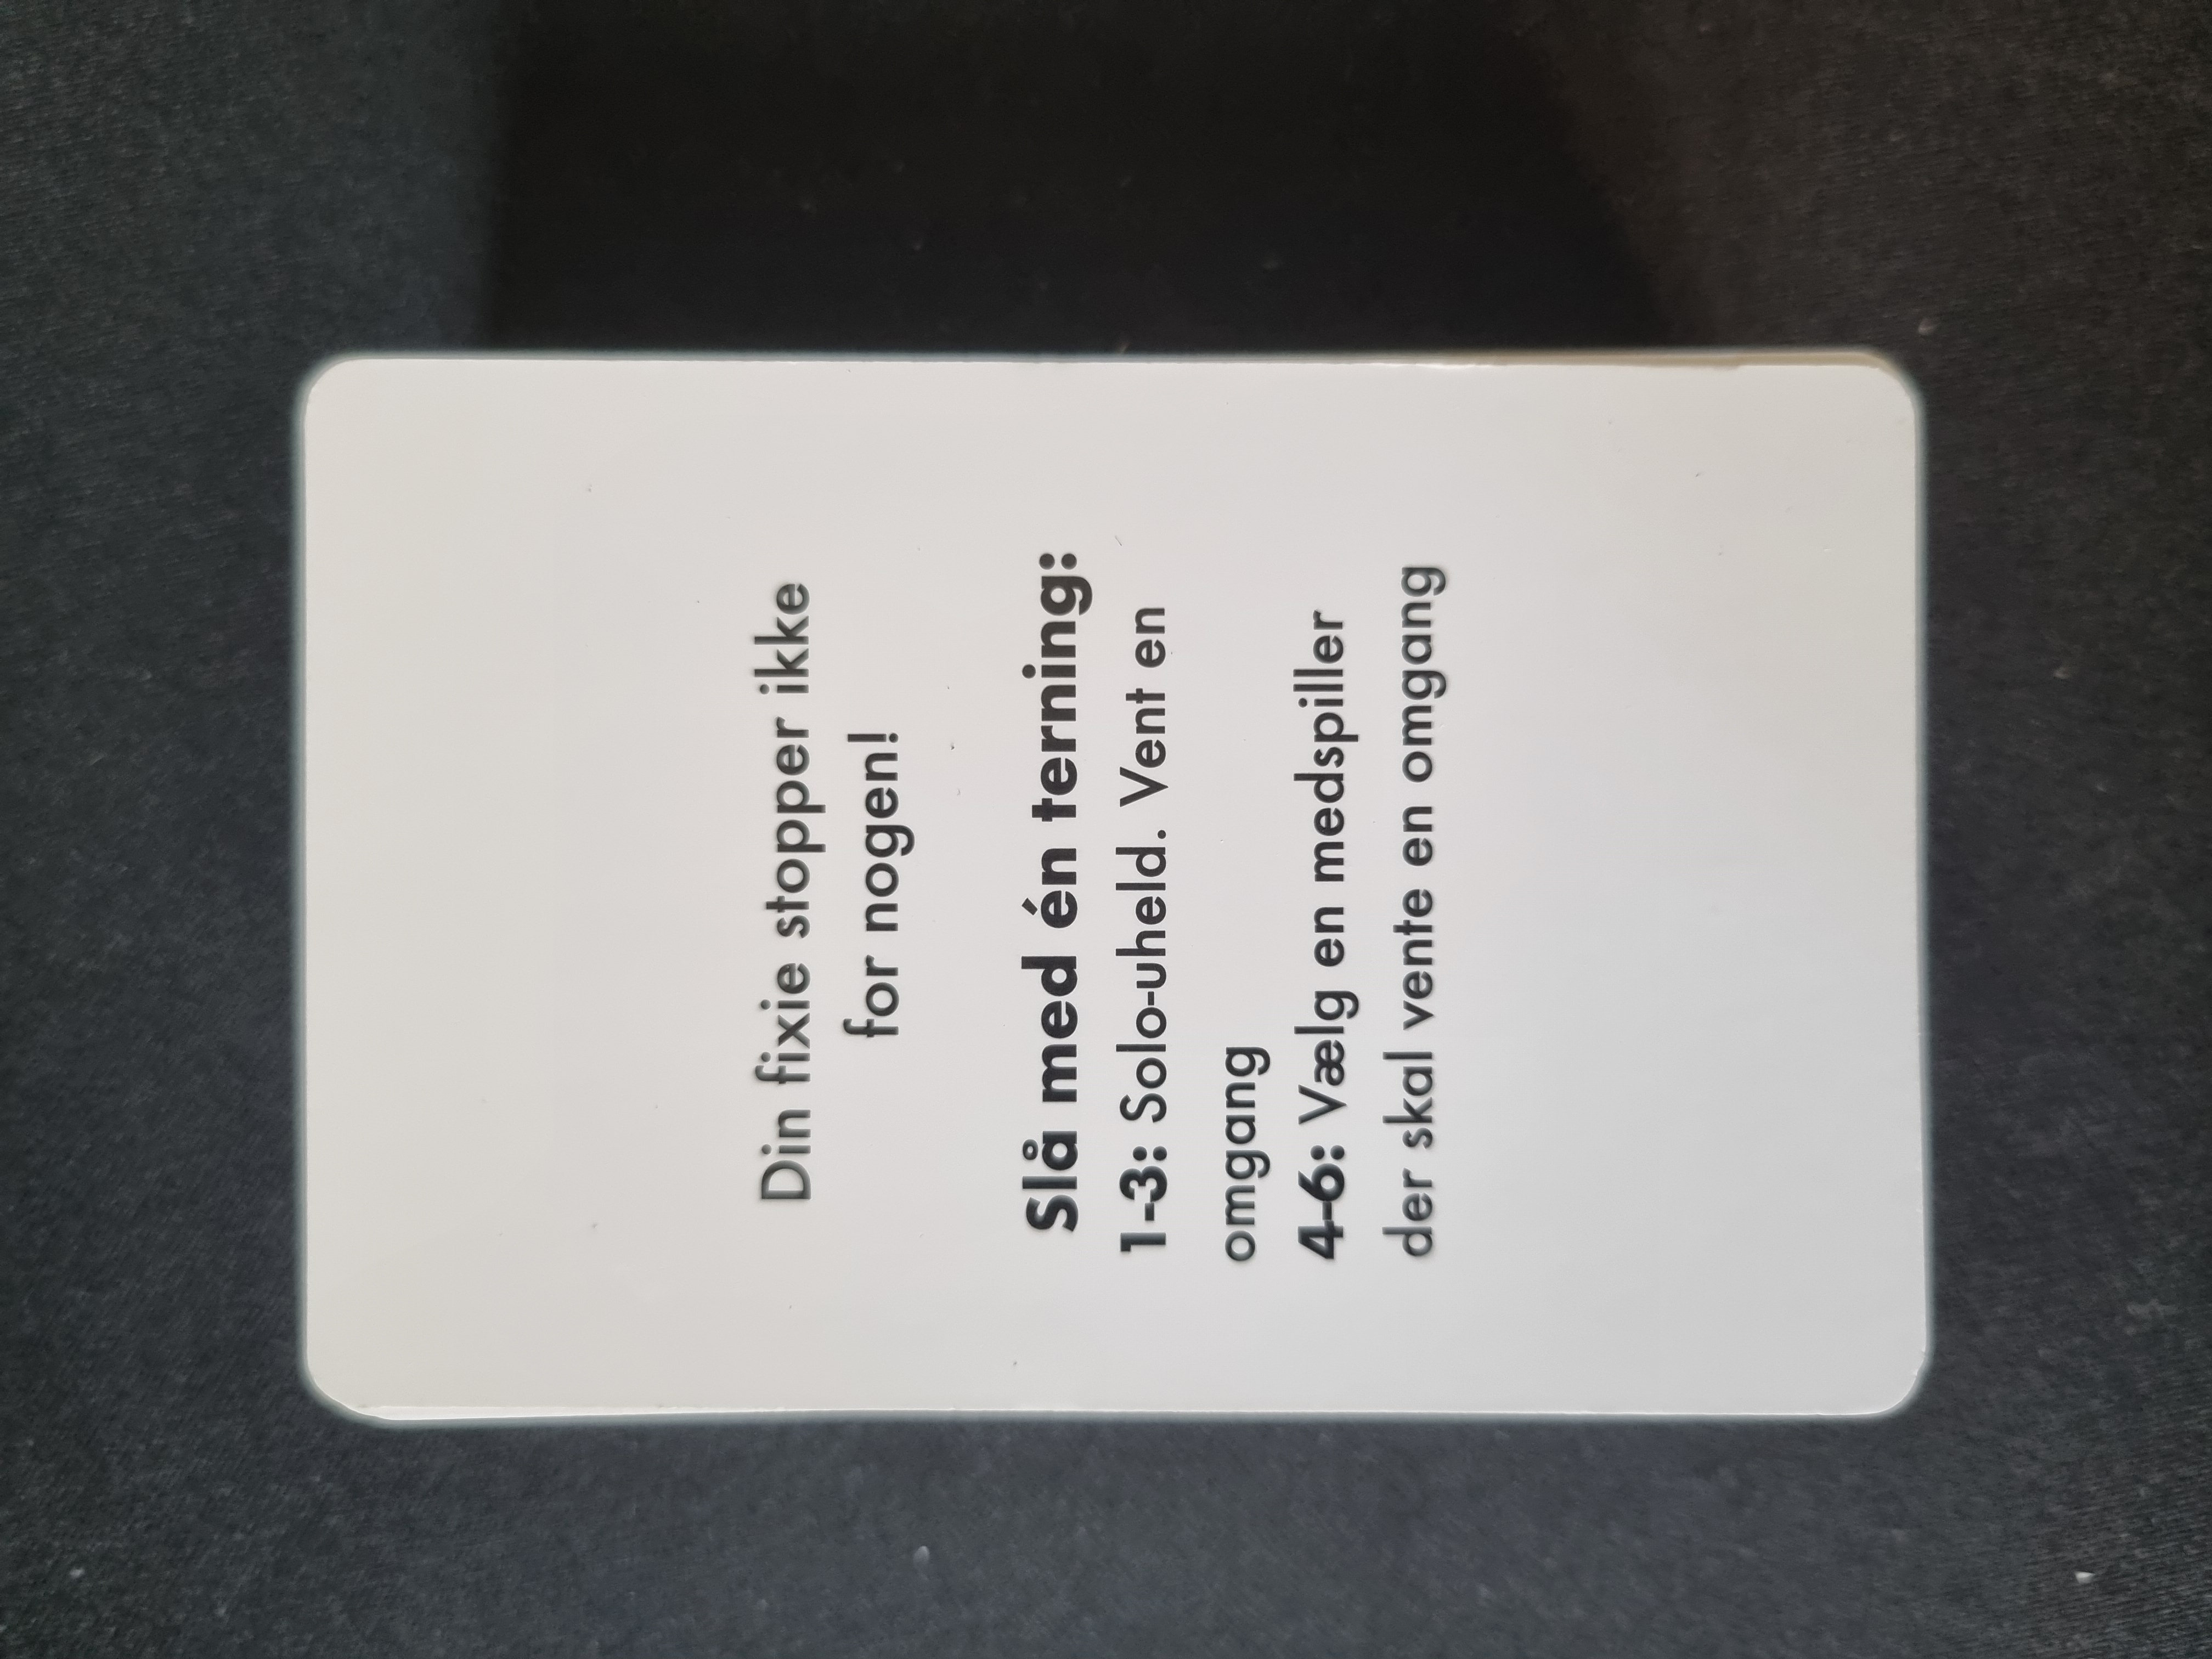 Din fixie stopper ikke
for nogen!
Slå med én terning:
1-3: Solo-uheld. Vent en
omgang
4-6: Vælg en medspiller
der skal vente en omgang